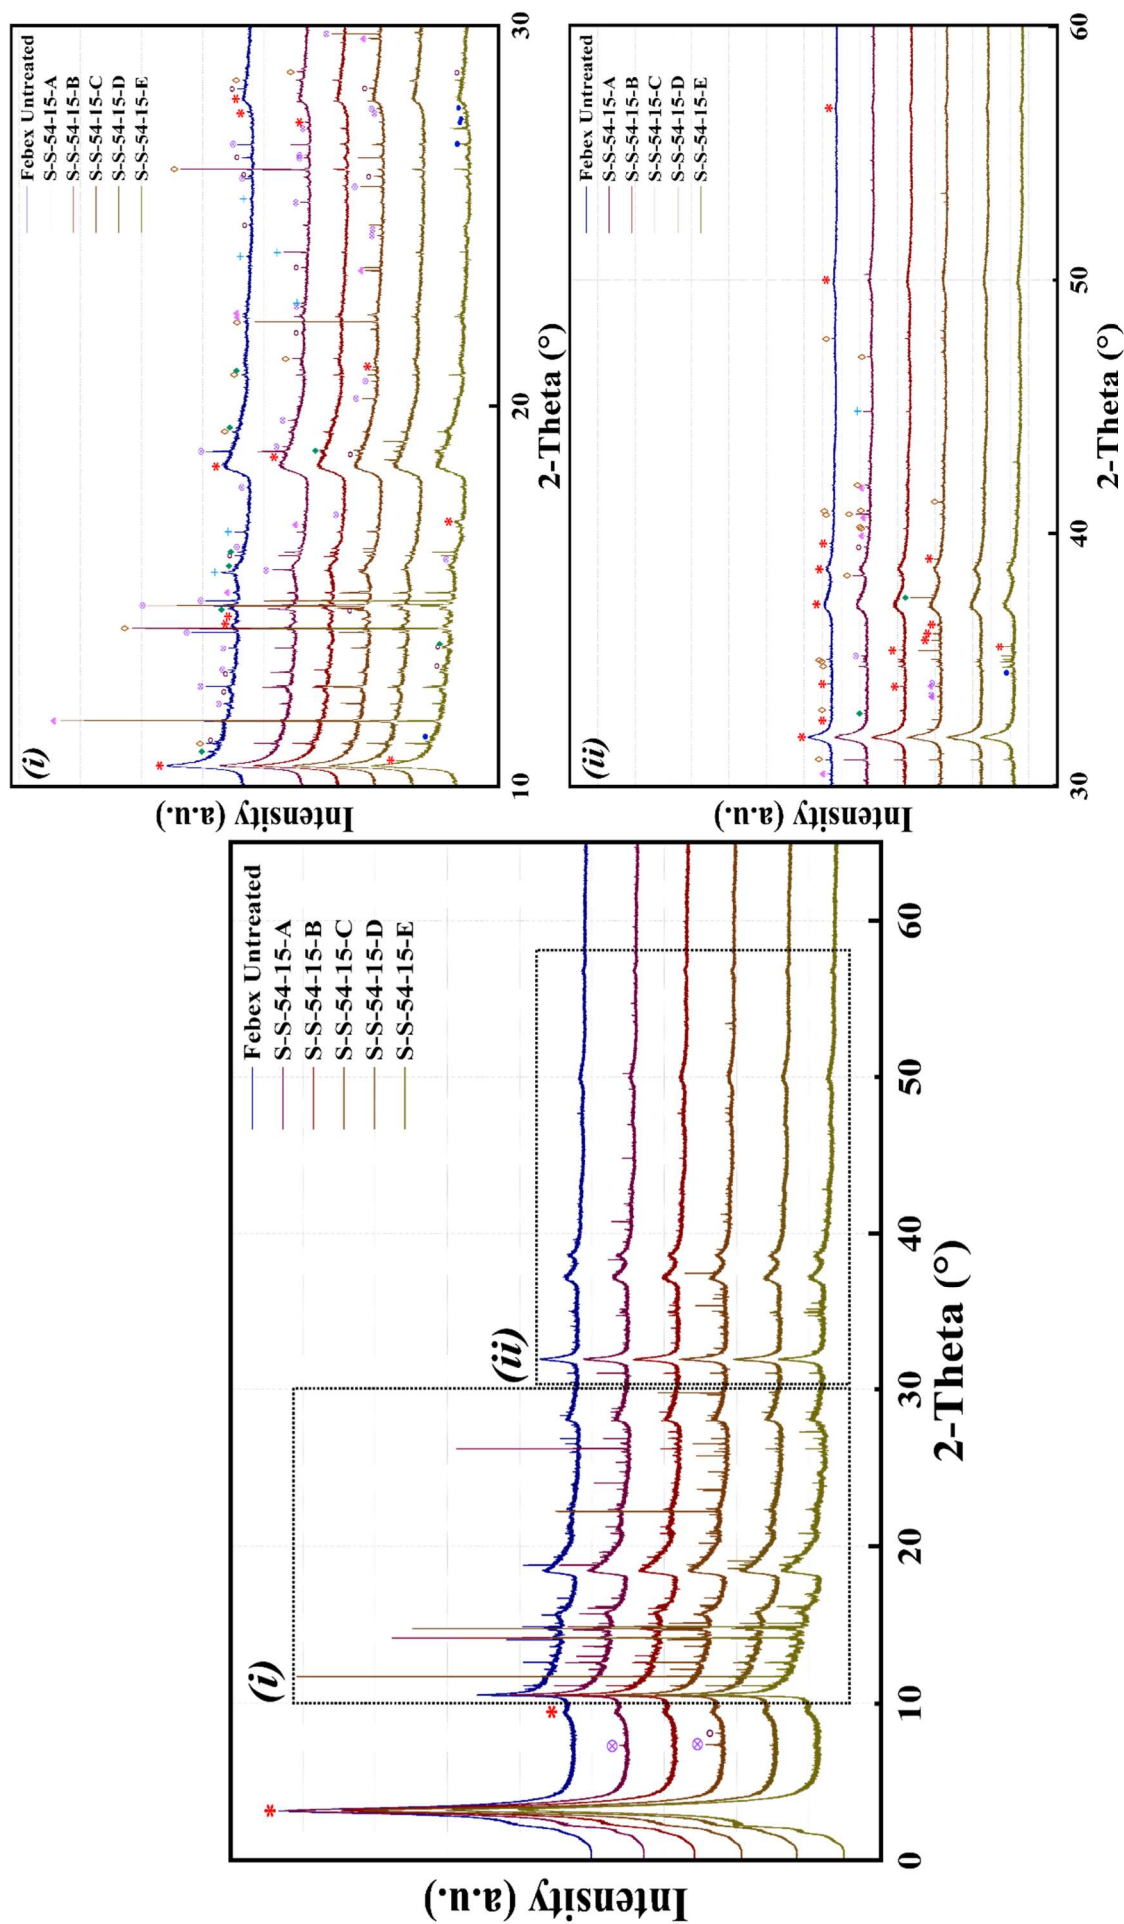 Febex Untreated
S-S-54-15-A
S-S-54-15-B
S-S-54-15-C
S-S-54-15-D
S-S-54-15-E
(i)
(ii)
Intensity (a.u.)
0
10
20
30
40
50
60
2-Theta (°)
(i)
Febex Untreated
S-S-54-15-A
S-S-54-15-B
S-S-54-15-C
S-S-54-15-D
S-S-54-15-E
Intensity (a.u.)
10
20
30
2-Theta (°)
(ii)
Febex Untreated
S-S-54-15-A
S-S-54-15-B
S-S-54-15-C
S-S-54-15-D
S-S-54-15-E
Intensity (a.u.)
30
40
50
60
2-Theta (°)